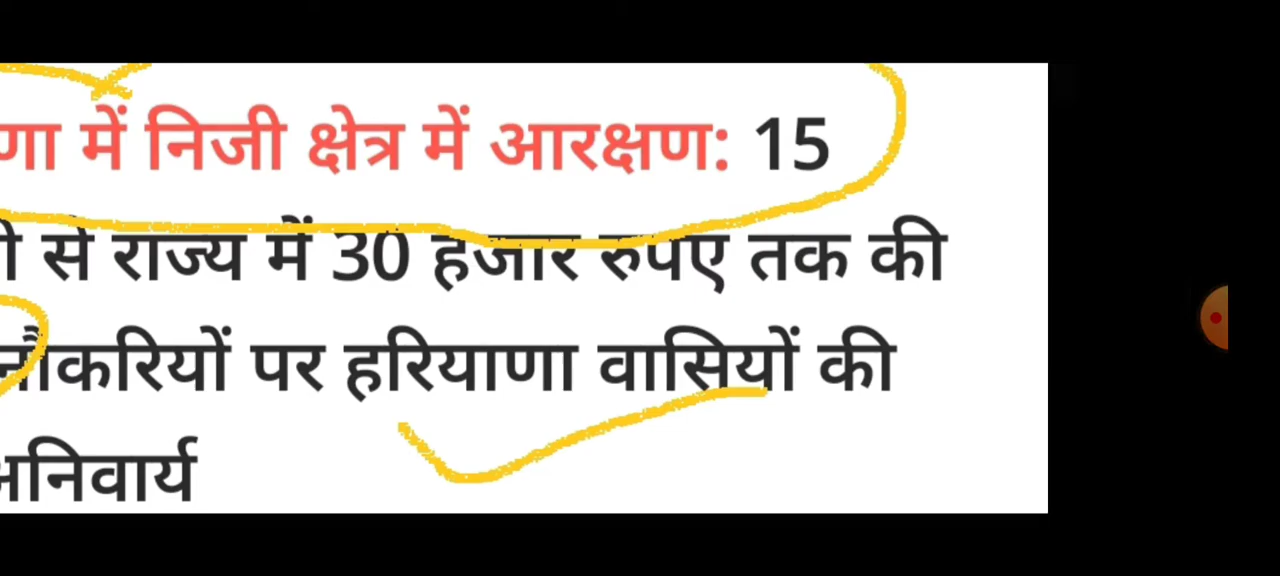 में निजी क्षेत्र में आरक्षण: 15
से राज्य में 30 हजार रुपए तक की
नौकरियों पर हरियाणा वासियों की
अनिवार्य